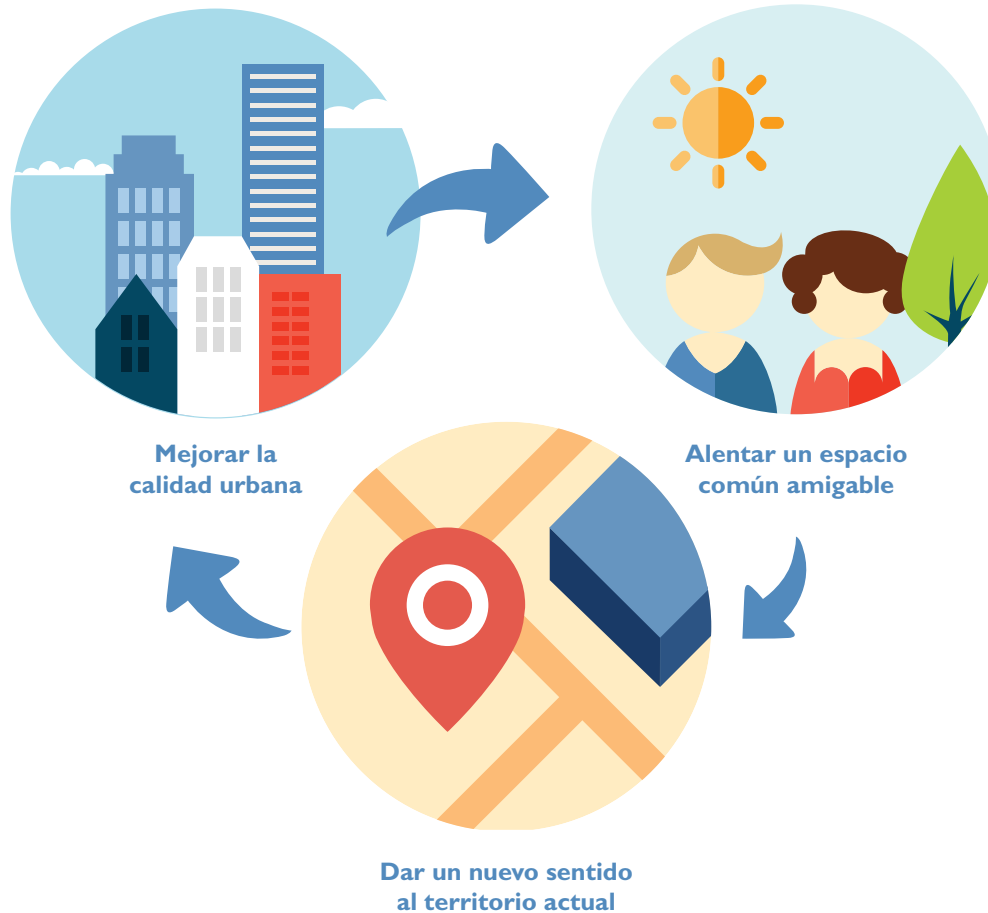 Mejorar la
calidad urbana
Alentar un espacio
común amigable
Dar un nuevo sentido
al territorio actual